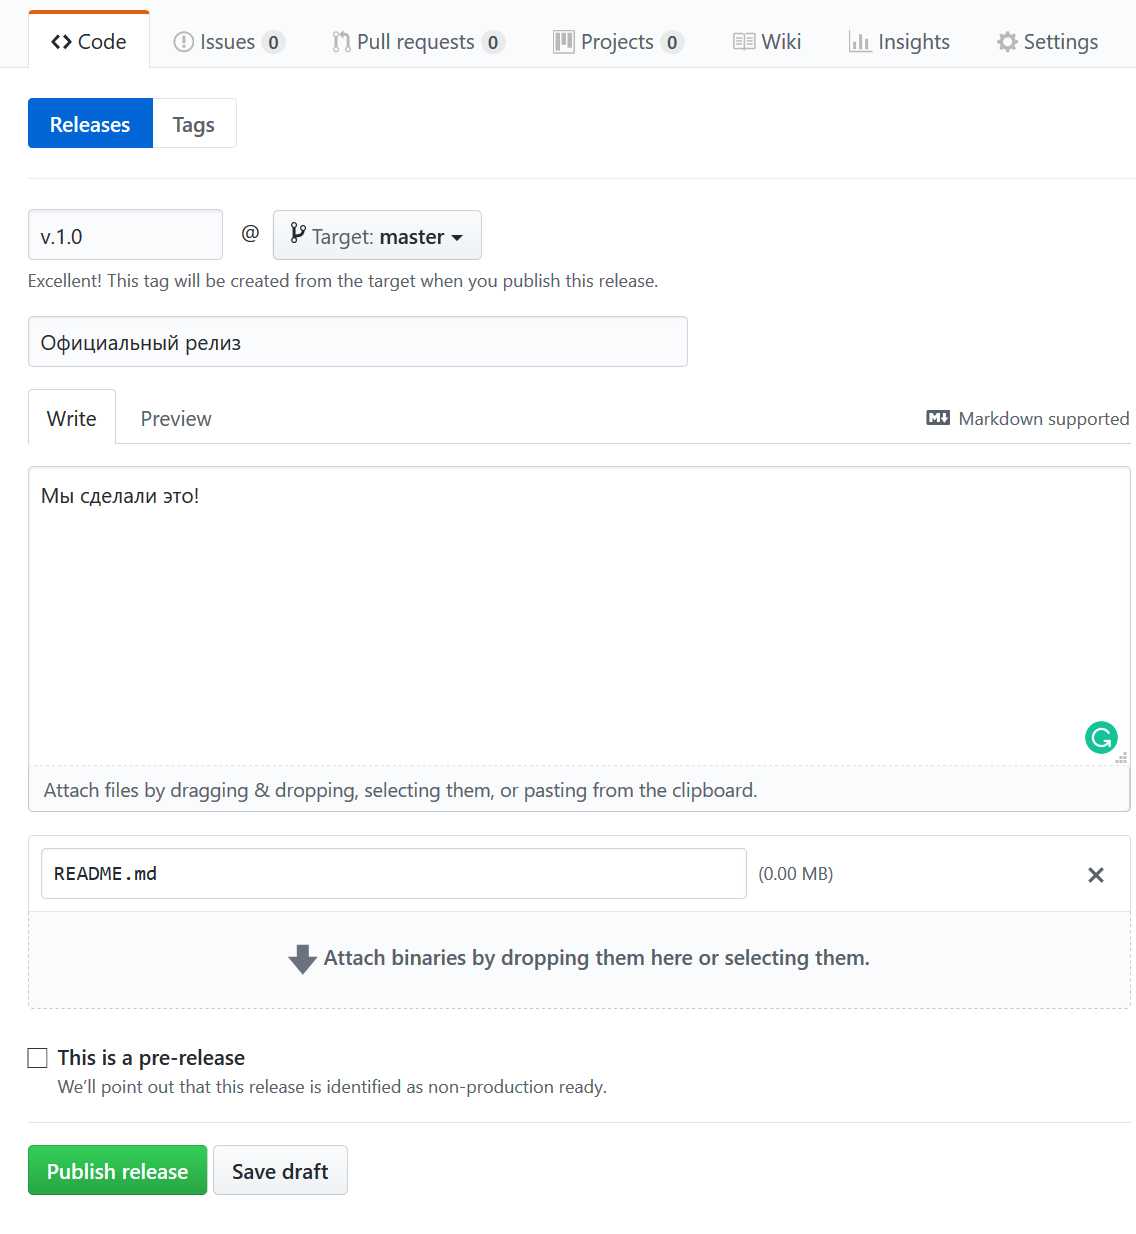 Code Issues 0 Pull requests 0 Projects 0 Wiki Insights Settings
Releases Tags
v.1.0 @ Target: master
Excellent! This tag will be created from the target when you publish this release.
Официальный релиз
Write Preview Markdown supported
Мы сделали это!
Attach files by dragging & dropping, selecting them, or pasting from the clipboard.
README.md (0.00 MB)
Attach binaries by dropping them here or selecting them.
This is a pre-release
We’ll point out that this release is identified as non-production ready.
Publish release Save draft